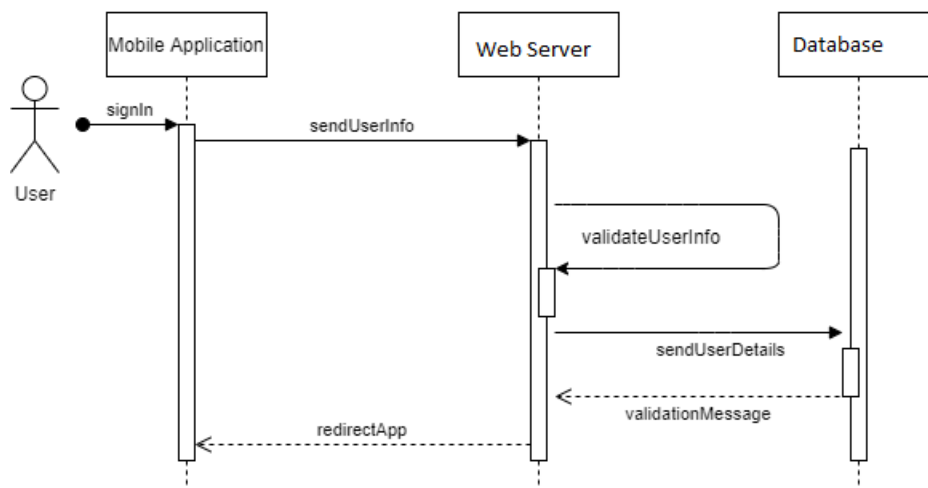 Mobile Application
Web Server
Database
signIn
sendUserInfo
User
validateUserInfo
sendUserDetails
validationMessage
redirectApp